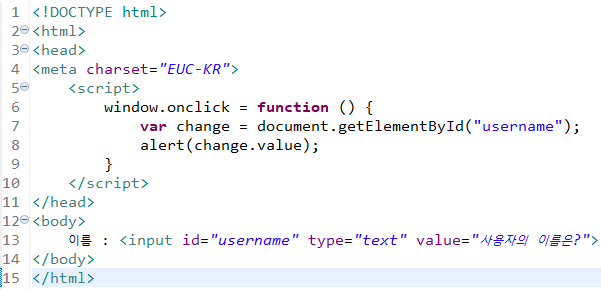 1 <!DOCTYPE html>
2 <html>
3 <head>
4 <meta charset="EUC-KR">
5 <script>
6 window.onclick = function () {
7 var change = document.getElementById("username");
8 alert(change.value);
9 }
10 </script>
11 </head>
12 <body>
13 이름 : <input id="username" type="text" value="사용자의 이름은?">
14 </body>
15 </html>